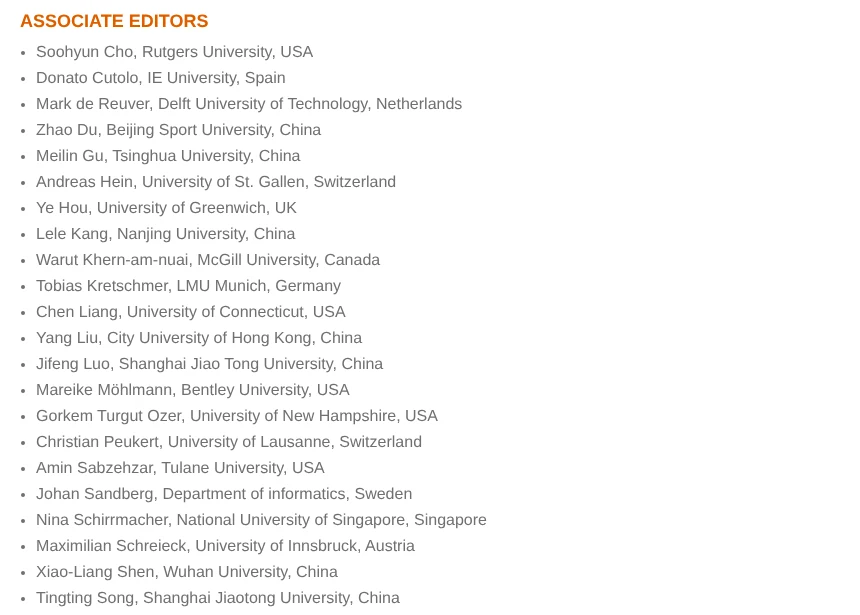 ASSOCIATE EDITORS
• Soohyun Cho, Rutgers University, USA
• Donato Cutolo, IE University, Spain
• Mark de Reuver, Delft University of Technology, Netherlands
• Zhao Du, Beijing Sport University, China
• Meilin Gu, Tsinghua University, China
• Andreas Hein, University of St. Gallen, Switzerland
• Ye Hou, University of Greenwich, UK
• Lele Kang, Nanjing University, China
• Warut Khern-am-nuai, McGill University, Canada
• Tobias Kretschmer, LMU Munich, Germany
• Chen Liang, University of Connecticut, USA
• Yang Liu, City University of Hong Kong, China
• Jifeng Luo, Shanghai Jiao Tong University, China
• Mareike Möhlmann, Bentley University, USA
• Gorkem Turgut Ozer, University of New Hampshire, USA
• Christian Peukert, University of Lausanne, Switzerland
• Amin Sabzehzar, Tulane University, USA
• Johan Sandberg, Department of informatics, Sweden
• Nina Schirrmacher, National University of Singapore, Singapore
• Maximilian Schreieck, University of Innsbruck, Austria
• Xiao-Liang Shen, Wuhan University, China
• Tingting Song, Shanghai Jiaotong University, China